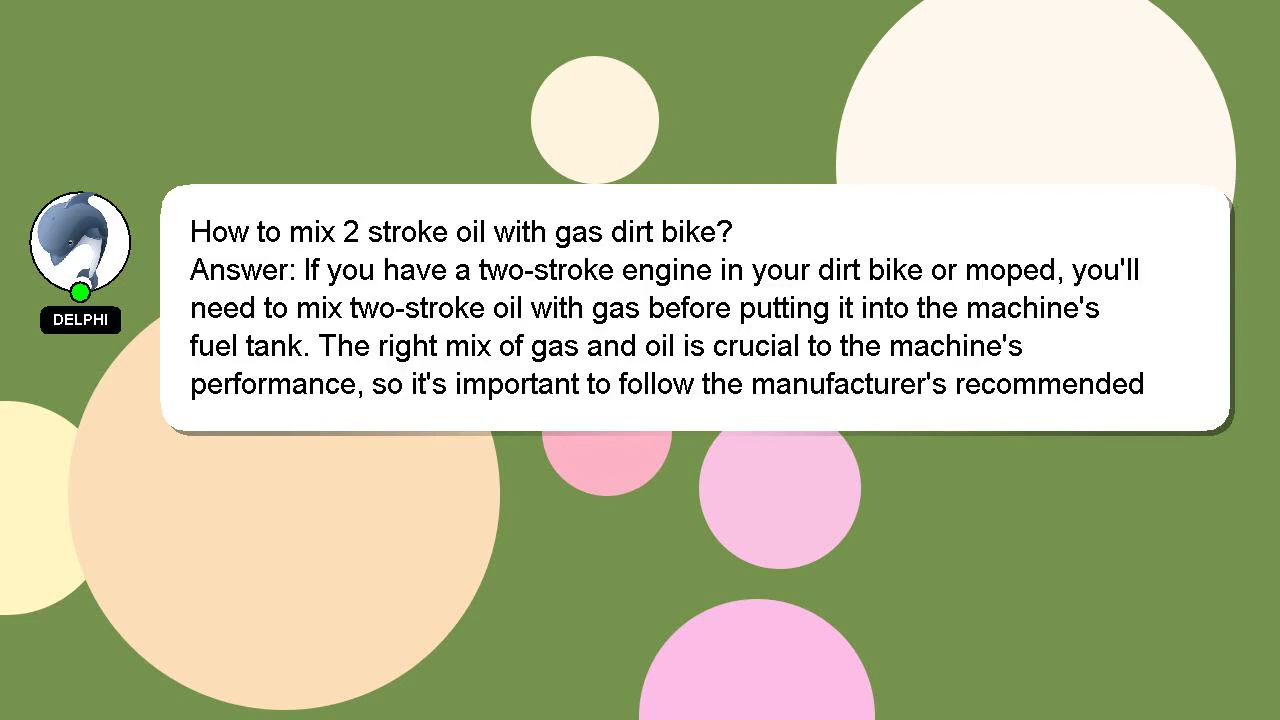 How to mix 2 stroke oil with gas dirt bike?
Answer: If you have a two-stroke engine in your dirt bike or moped, you'll
need to mix two-stroke oil with gas before putting it into the machine's
fuel tank. The right mix of gas and oil is crucial to the machine's
performance, so it's important to follow the manufacturer's recommended
DELPHI